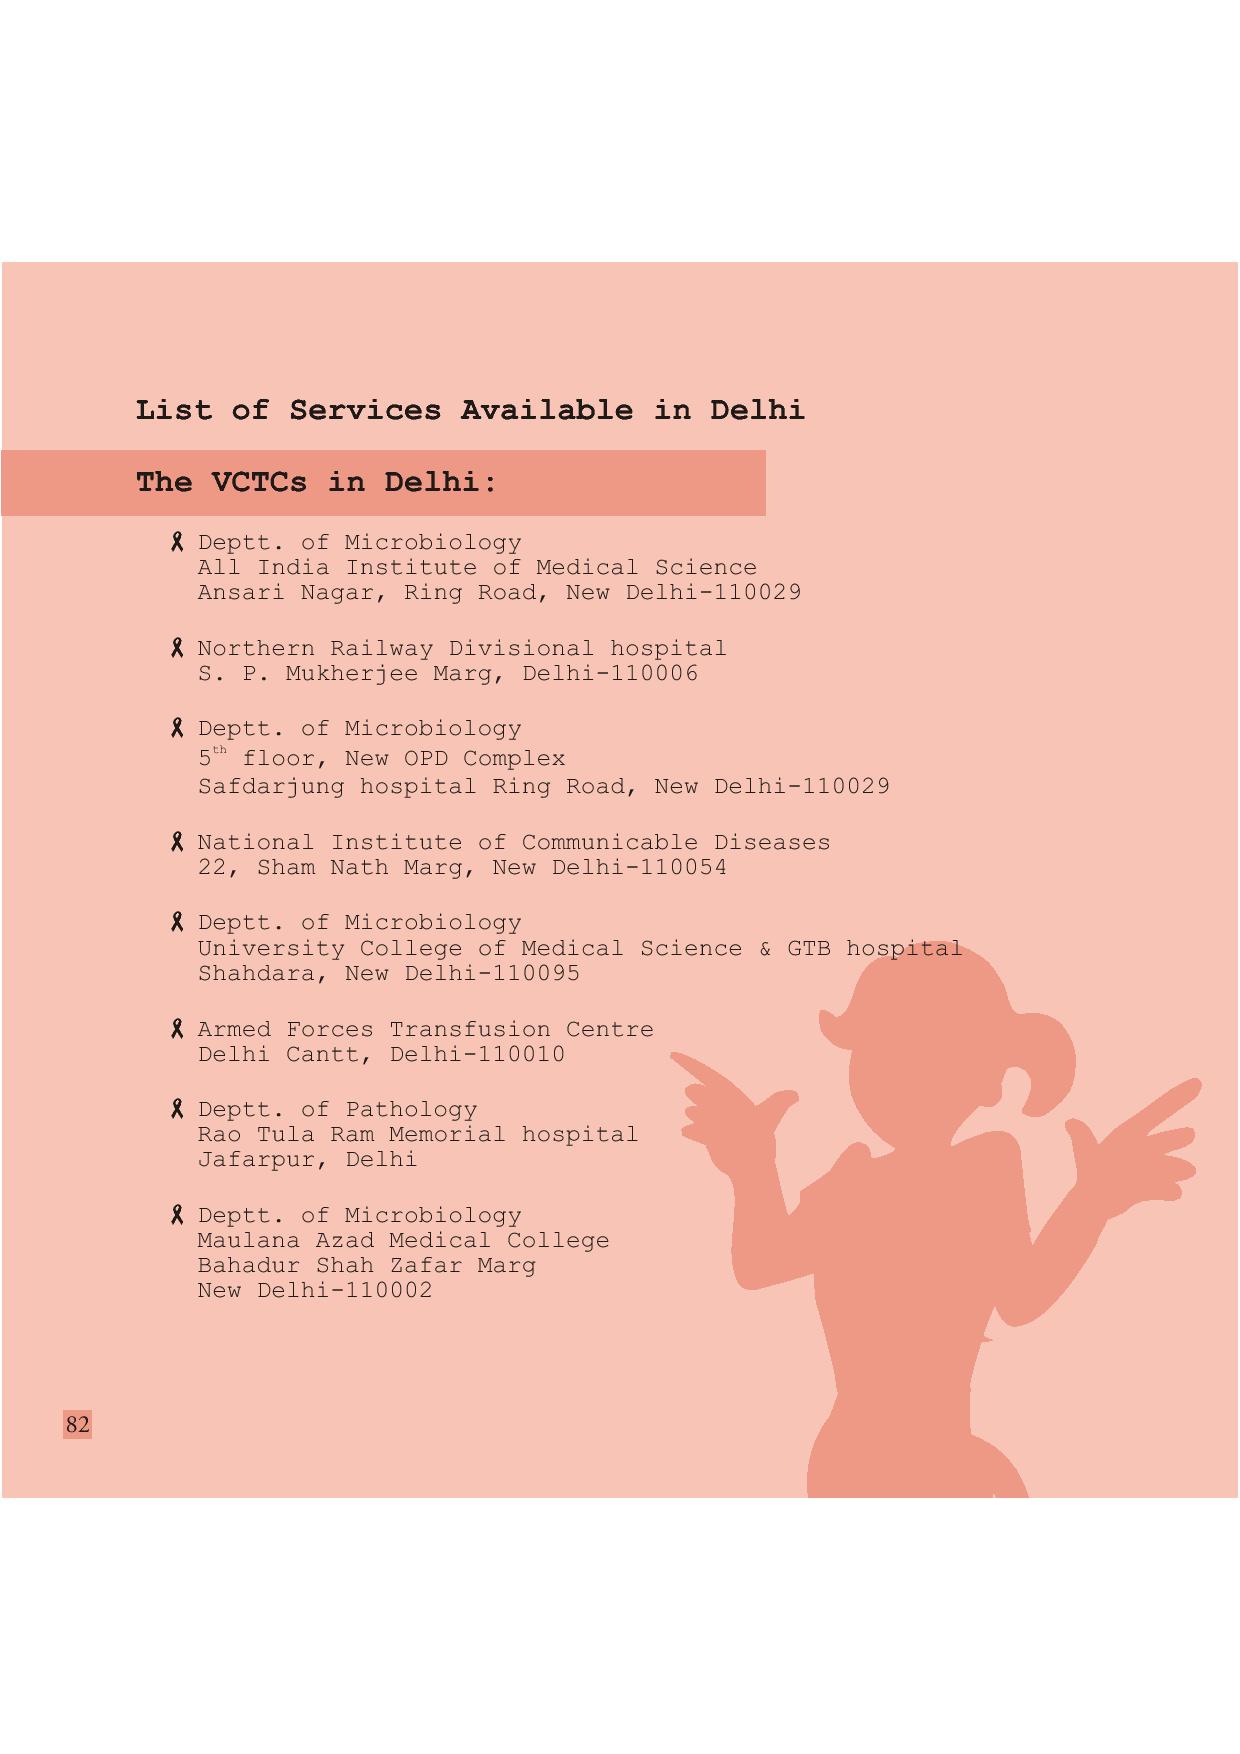 List of Services Available in Delhi
The VCTCs in Delhi:
Deptt. of Microbiology
All India Institute of Medical Science
Ansari Nagar, Ring Road, New Delhi-110029
Northern Railway Divisional hospital
S. P. Mukherjee Marg, Delhi-110006
Deptt. of Microbiology
5th floor, New OPD Complex
Safdarjung hospital Ring Road, New Delhi-110029
National Institute of Communicable Diseases
22, Sham Nath Marg, New Delhi-110054
Deptt. of Microbiology
University College of Medical Science & GTB hospital
Shahdara, New Delhi-110095
Armed Forces Transfusion Centre
Delhi Cantt, Delhi-110010
Deptt. of Pathology
Rao Tula Ram Memorial hospital
Jafarpur, Delhi
Deptt. of Microbiology
Maulana Azad Medical College
Bahadur Shah Zafar Marg
New Delhi-110002
82